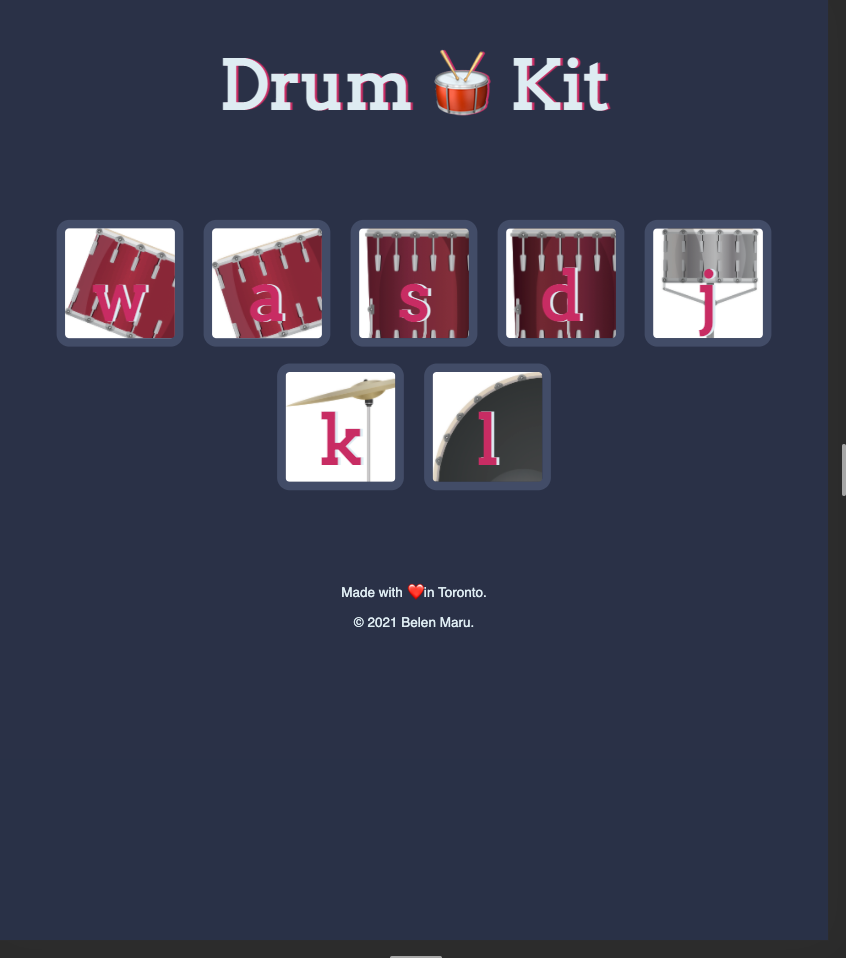 Drum 🥁 Kit
w a s d j
k l
Made with ❤️in Toronto.
© 2021 Belen Maru.